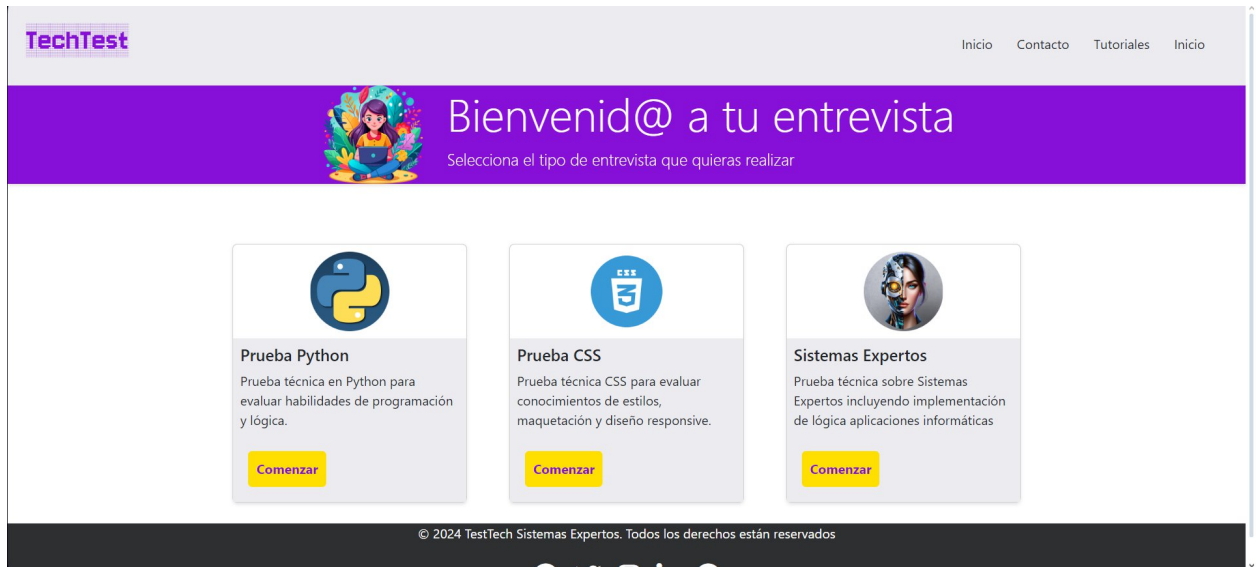 TechTest
Inicio Contacto Tutoriales Inicio
Bienvenid@ a tu entrevista
Selecciona el tipo de entrevista que quieras realizar
CSS
Prueba Python
Prueba técnica en Python para
evaluar habilidades de programación
y lógica.
Comenzar
Prueba CSS
Prueba técnica CSS para evaluar
conocimientos de estilos,
maquetación y diseño responsive.
Comenzar
Sistemas Expertos
Prueba técnica sobre Sistemas
Expertos incluyendo implementación
de lógica aplicaciones informáticas
Comenzar
© 2024 TestTech Sistemas Expertos. Todos los derechos están reservados